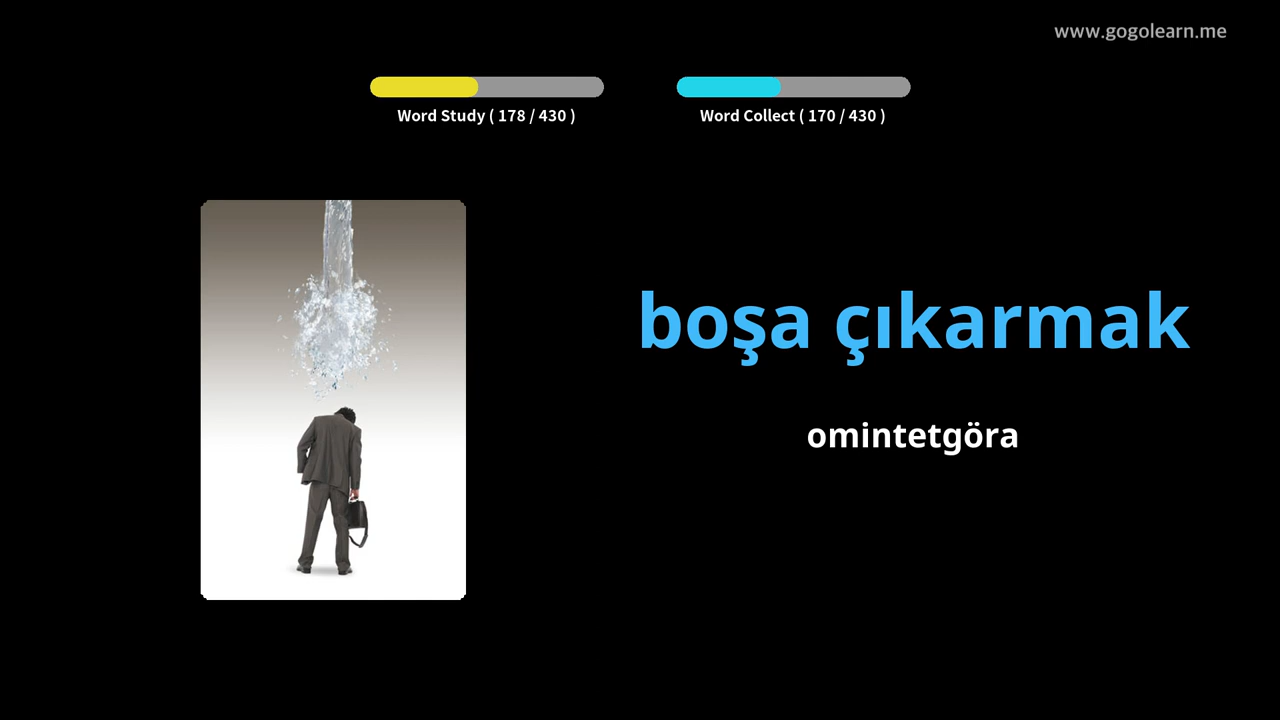 www.gogolearn.me
Word Study ( 178 / 430 )
Word Collect ( 170 / 430 )
boşa çıkarmak
omintetgöra